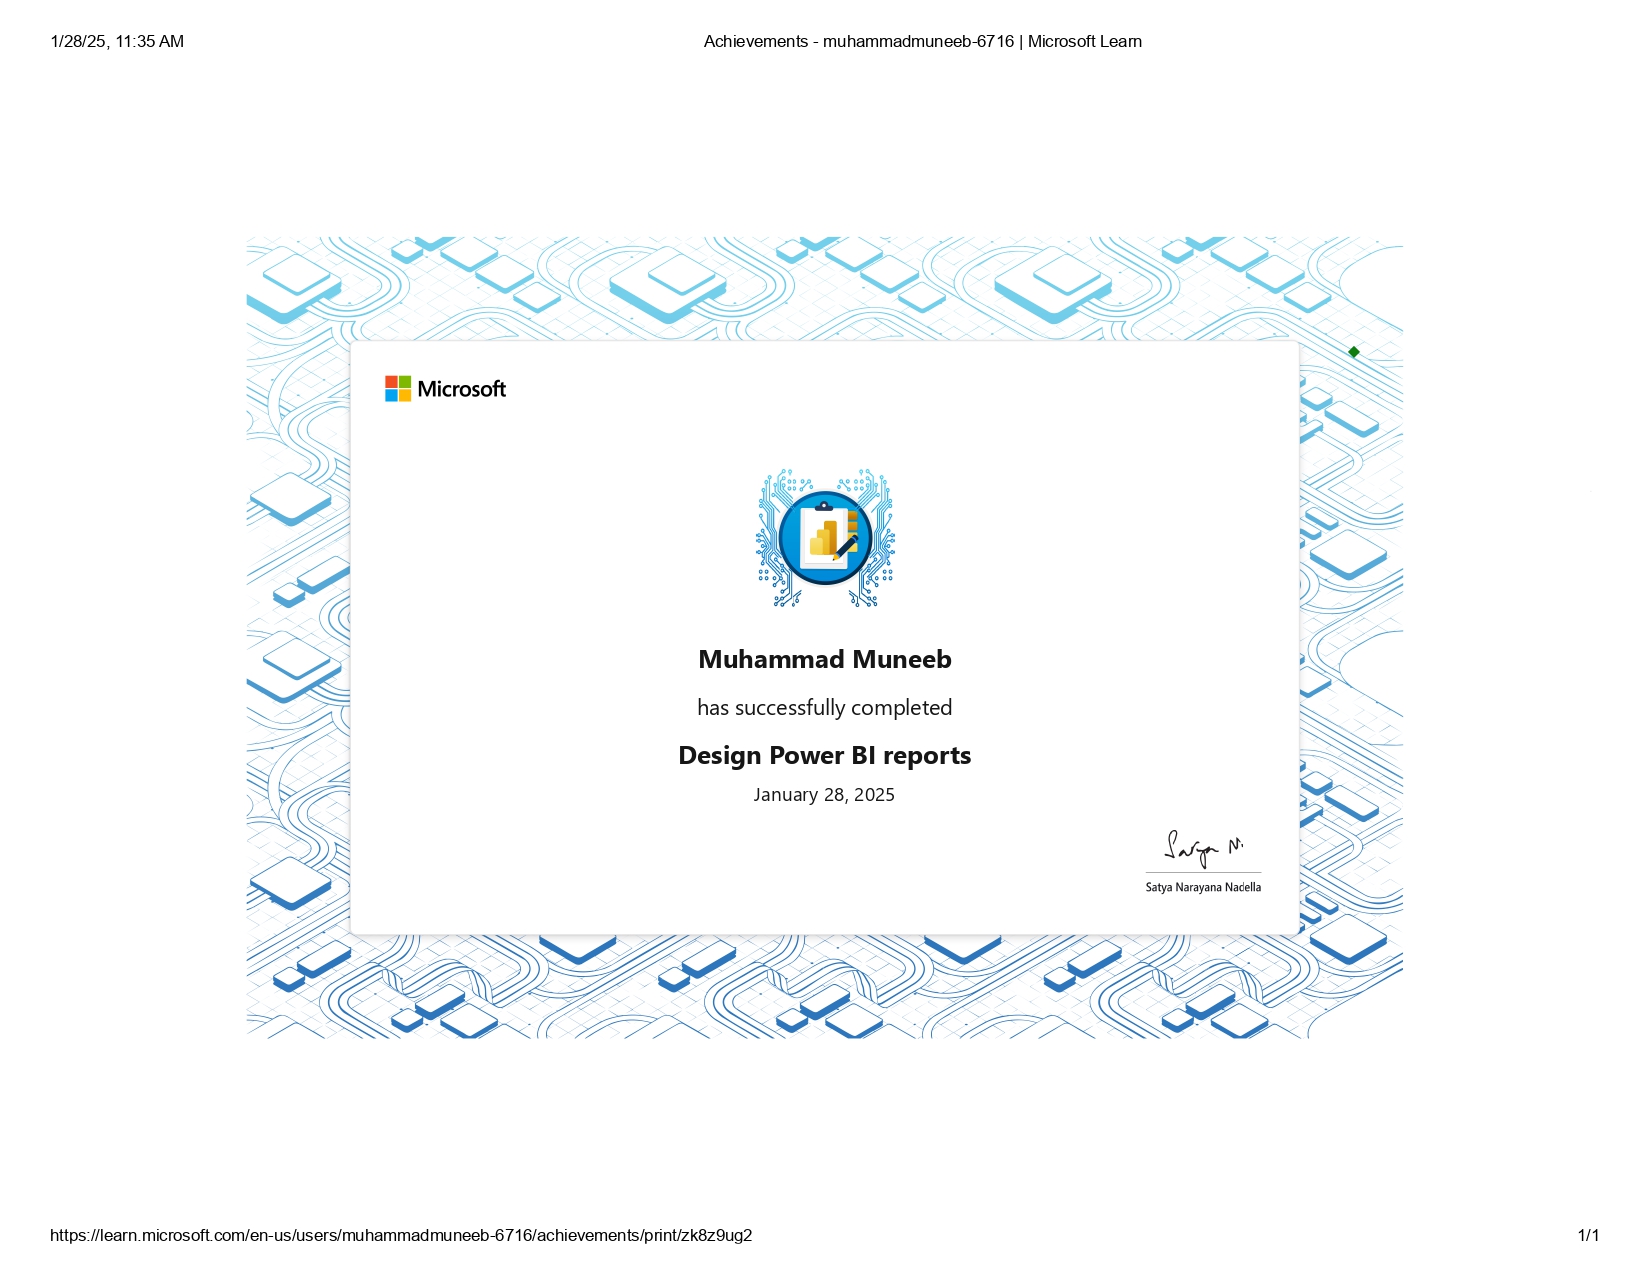 1/28/25, 11:35 AM
Achievements - muhammadmuneeb-6716 | Microsoft Learn
Microsoft
Muhammad Muneeb
has successfully completed
Design Power BI reports
January 28, 2025
Satya N.
Satya Narayana Nadella
https://learn.microsoft.com/en-us/users/muhammadmuneeb-6716/achievements/print/zk8z9ug2
1/1